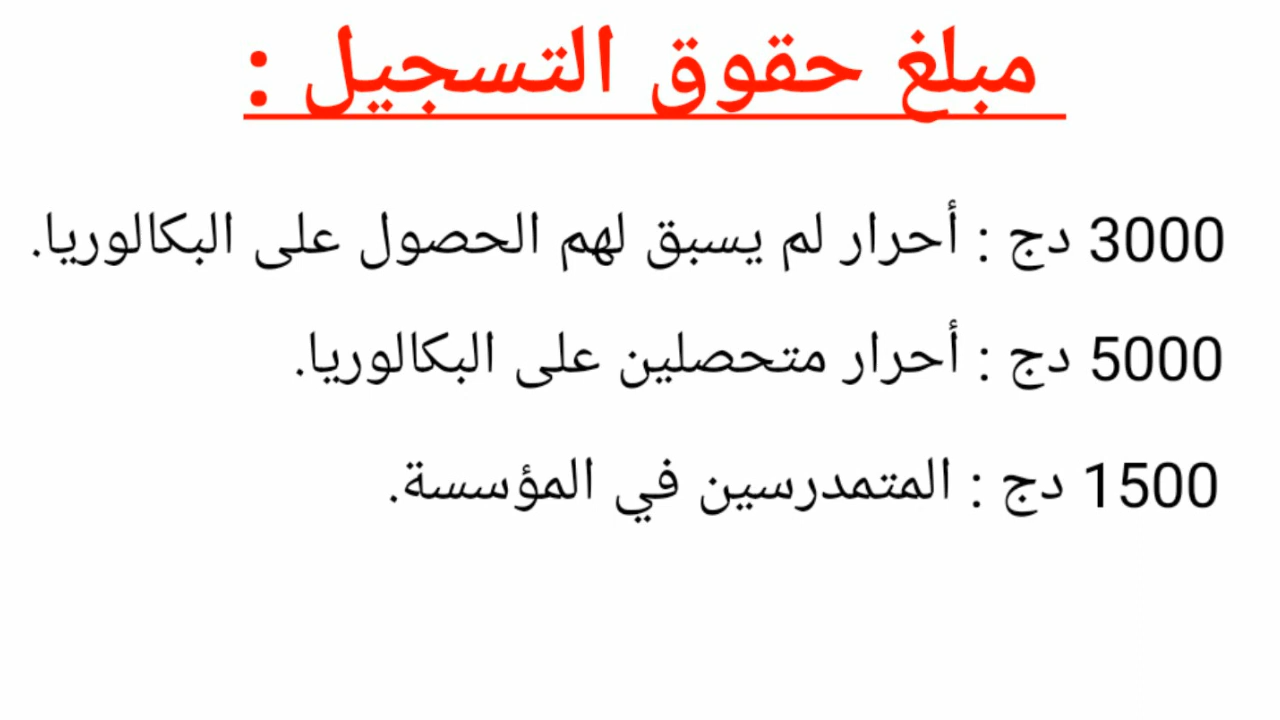 مبلغ حقوق التسجيل :
3000 دج : أحرار لم يسبق لهم الحصول على البكالوريا.
5000 دج : أحرار متحصلين على البكالوريا.
1500 دج : المتمدرسين في المؤسسة.